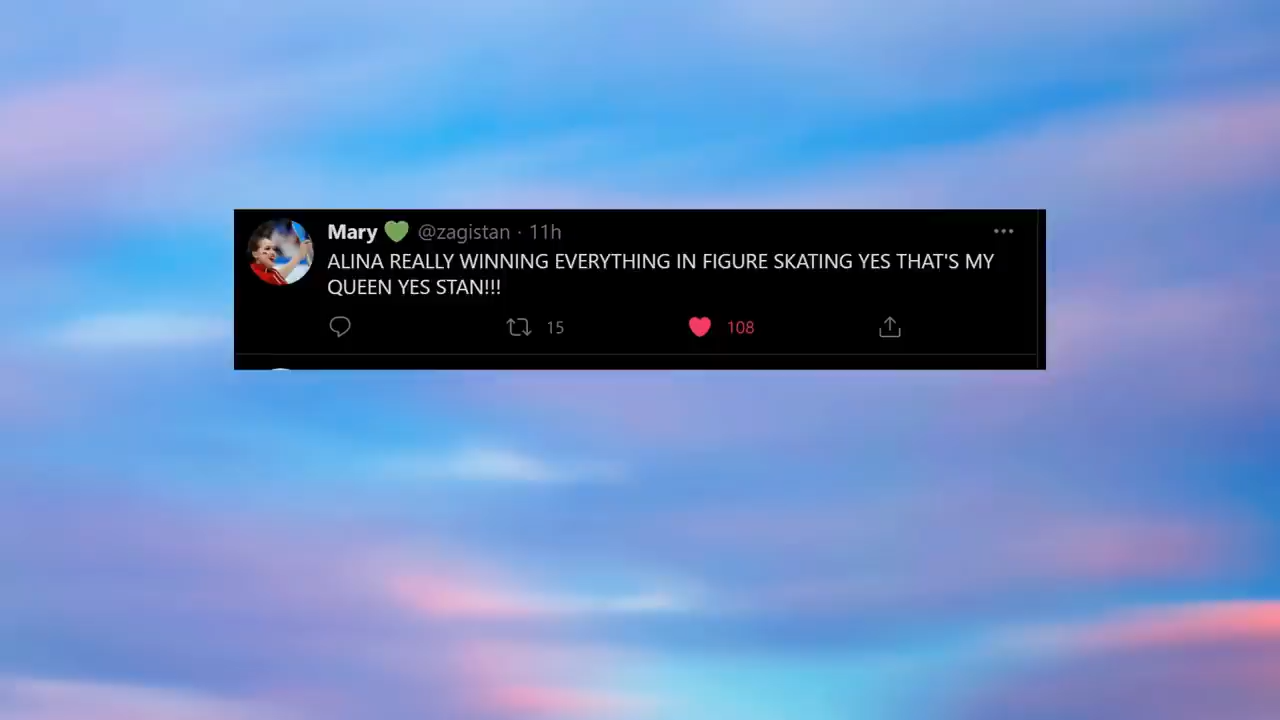 Mary 💚 @zagistan · 11h
ALINA REALLY WINNING EVERYTHING IN FIGURE SKATING YES THAT'S MY
QUEEN YES STAN!!!
15 108